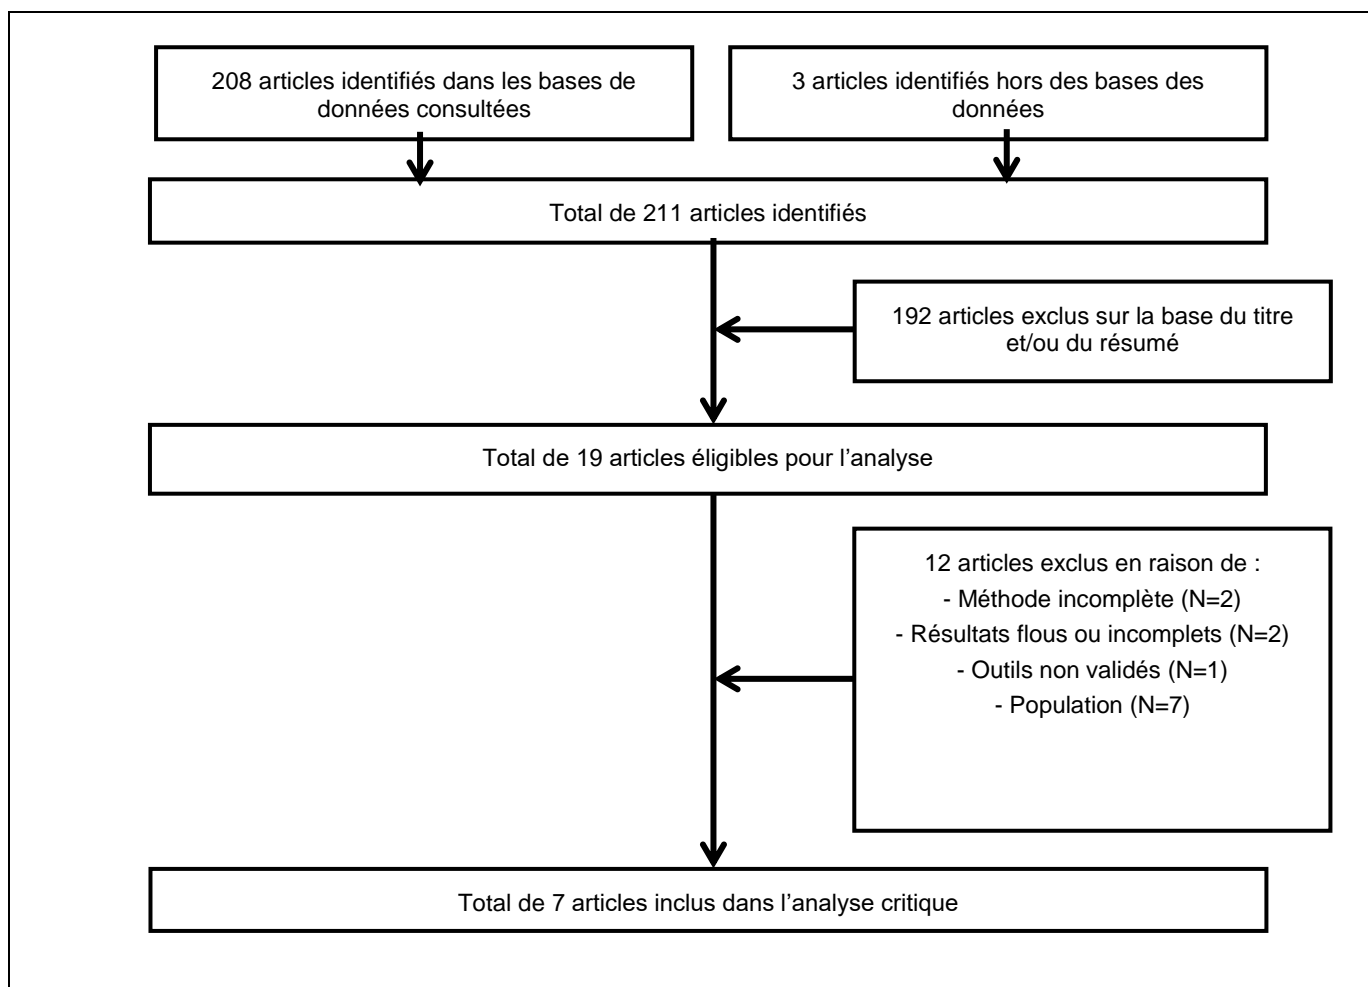 208 articles identifiés dans les bases de
données consultées
3 articles identifiés hors des bases des
données
Total de 211 articles identifiés
192 articles exclus sur la base du titre
et/ou du résumé
Total de 19 articles éligibles pour l’analyse
12 articles exclus en raison de :
- Méthode incomplète (N=2)
- Résultats flous ou incomplets (N=2)
- Outils non validés (N=1)
- Population (N=7)
Total de 7 articles inclus dans l’analyse critique